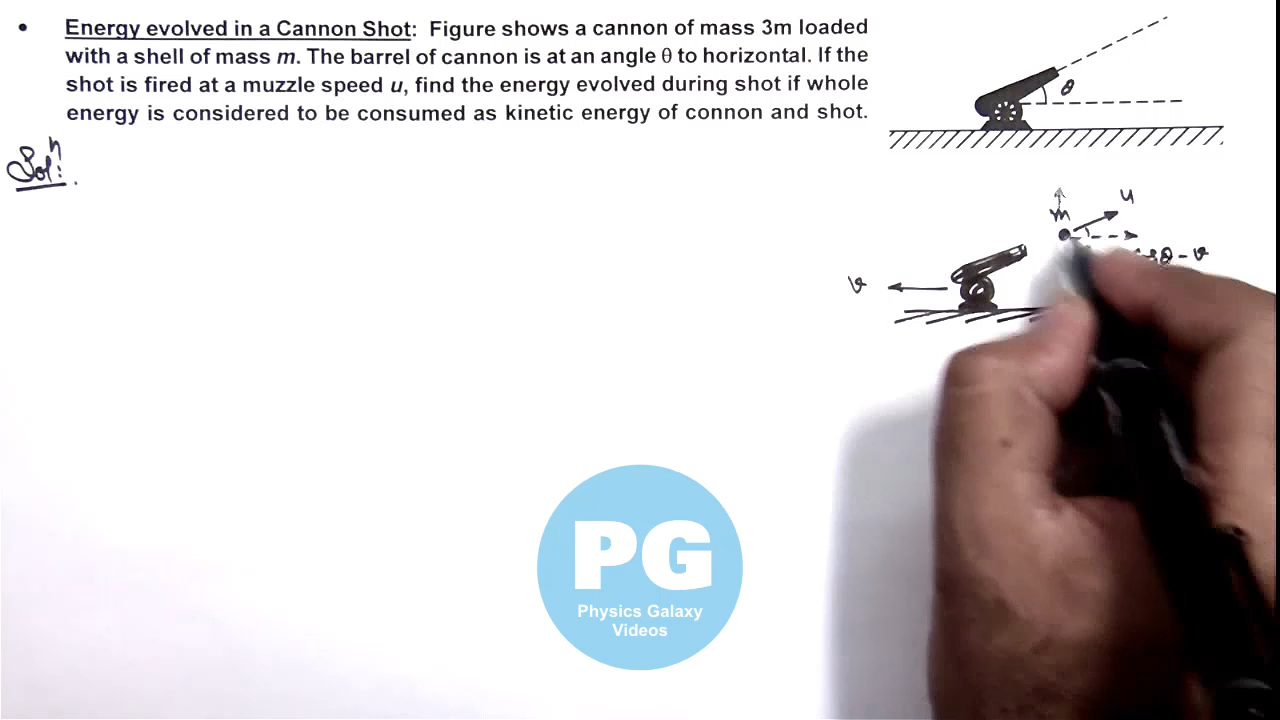 • Energy evolved in a Cannon Shot: Figure shows a cannon of mass 3m loaded
with a shell of mass m. The barrel of cannon is at an angle θ to horizontal. If the
shot is fired at a muzzle speed u, find the energy evolved during shot if whole
energy is considered to be consumed as kinetic energy of connon and shot.
θ
Solⁿ:
m
u
v
θ - v
PG
Physics Galaxy
Videos